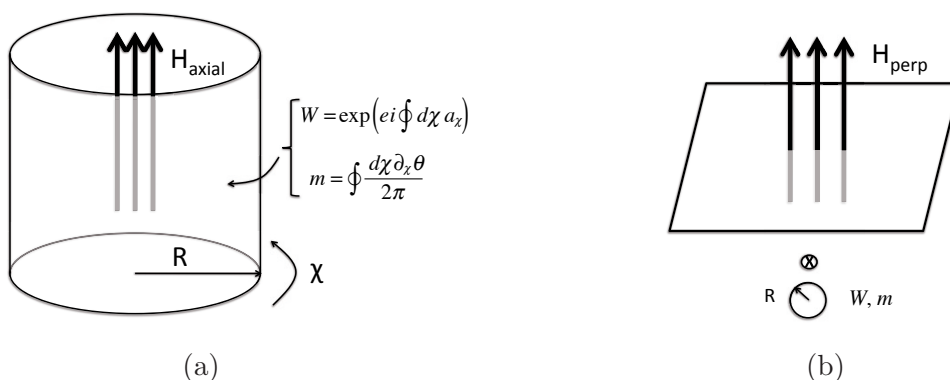 H_axial
W = exp(ei∮dχ a_χ)
m = ∮ dχ∂_χθ / 2π
R
χ
(a)
H_perp
x
R
W, m
(b)